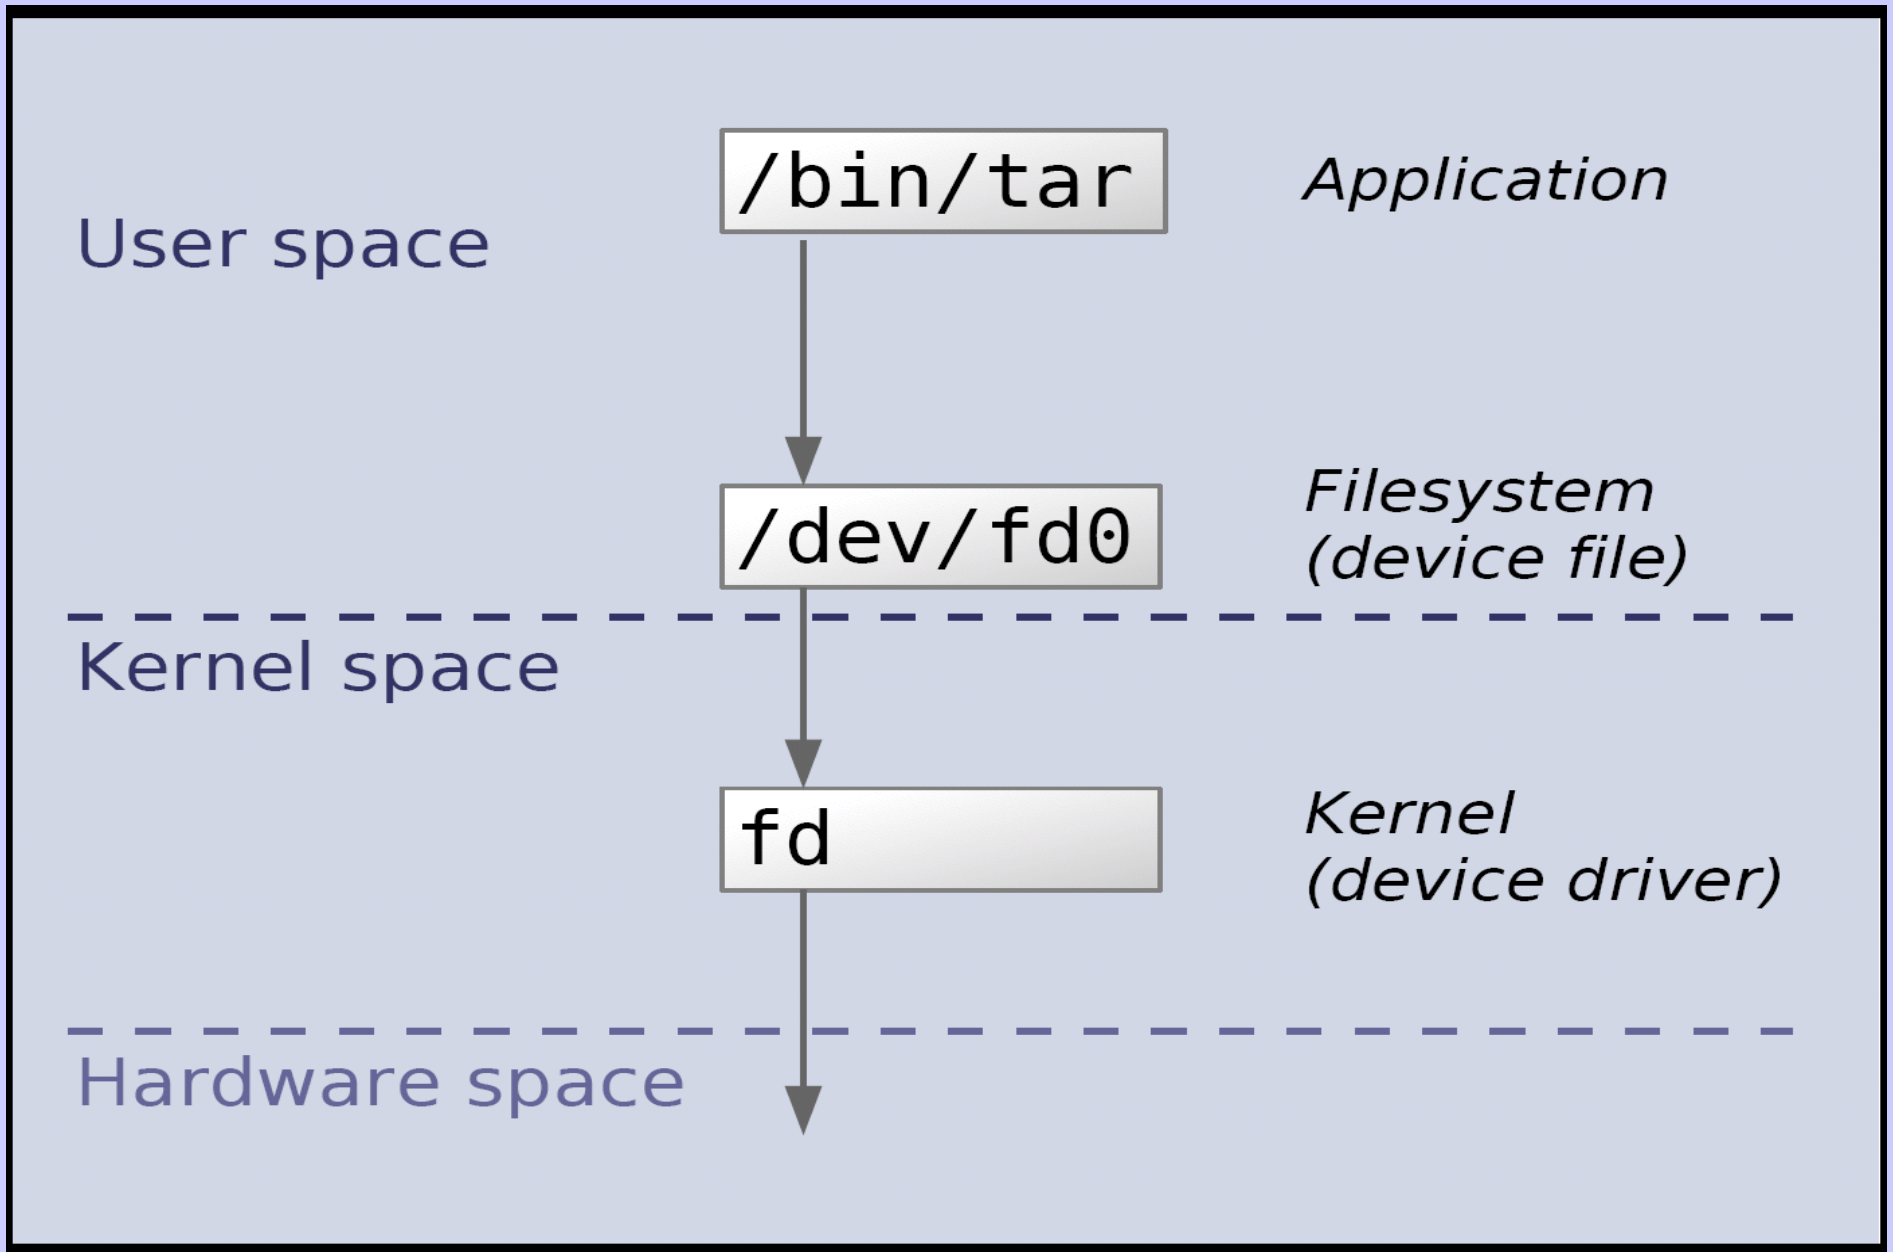 /bin/tar
Application
User space
/dev/fd0
Filesystem
(device file)
Kernel space
fd
Kernel
(device driver)
Hardware space